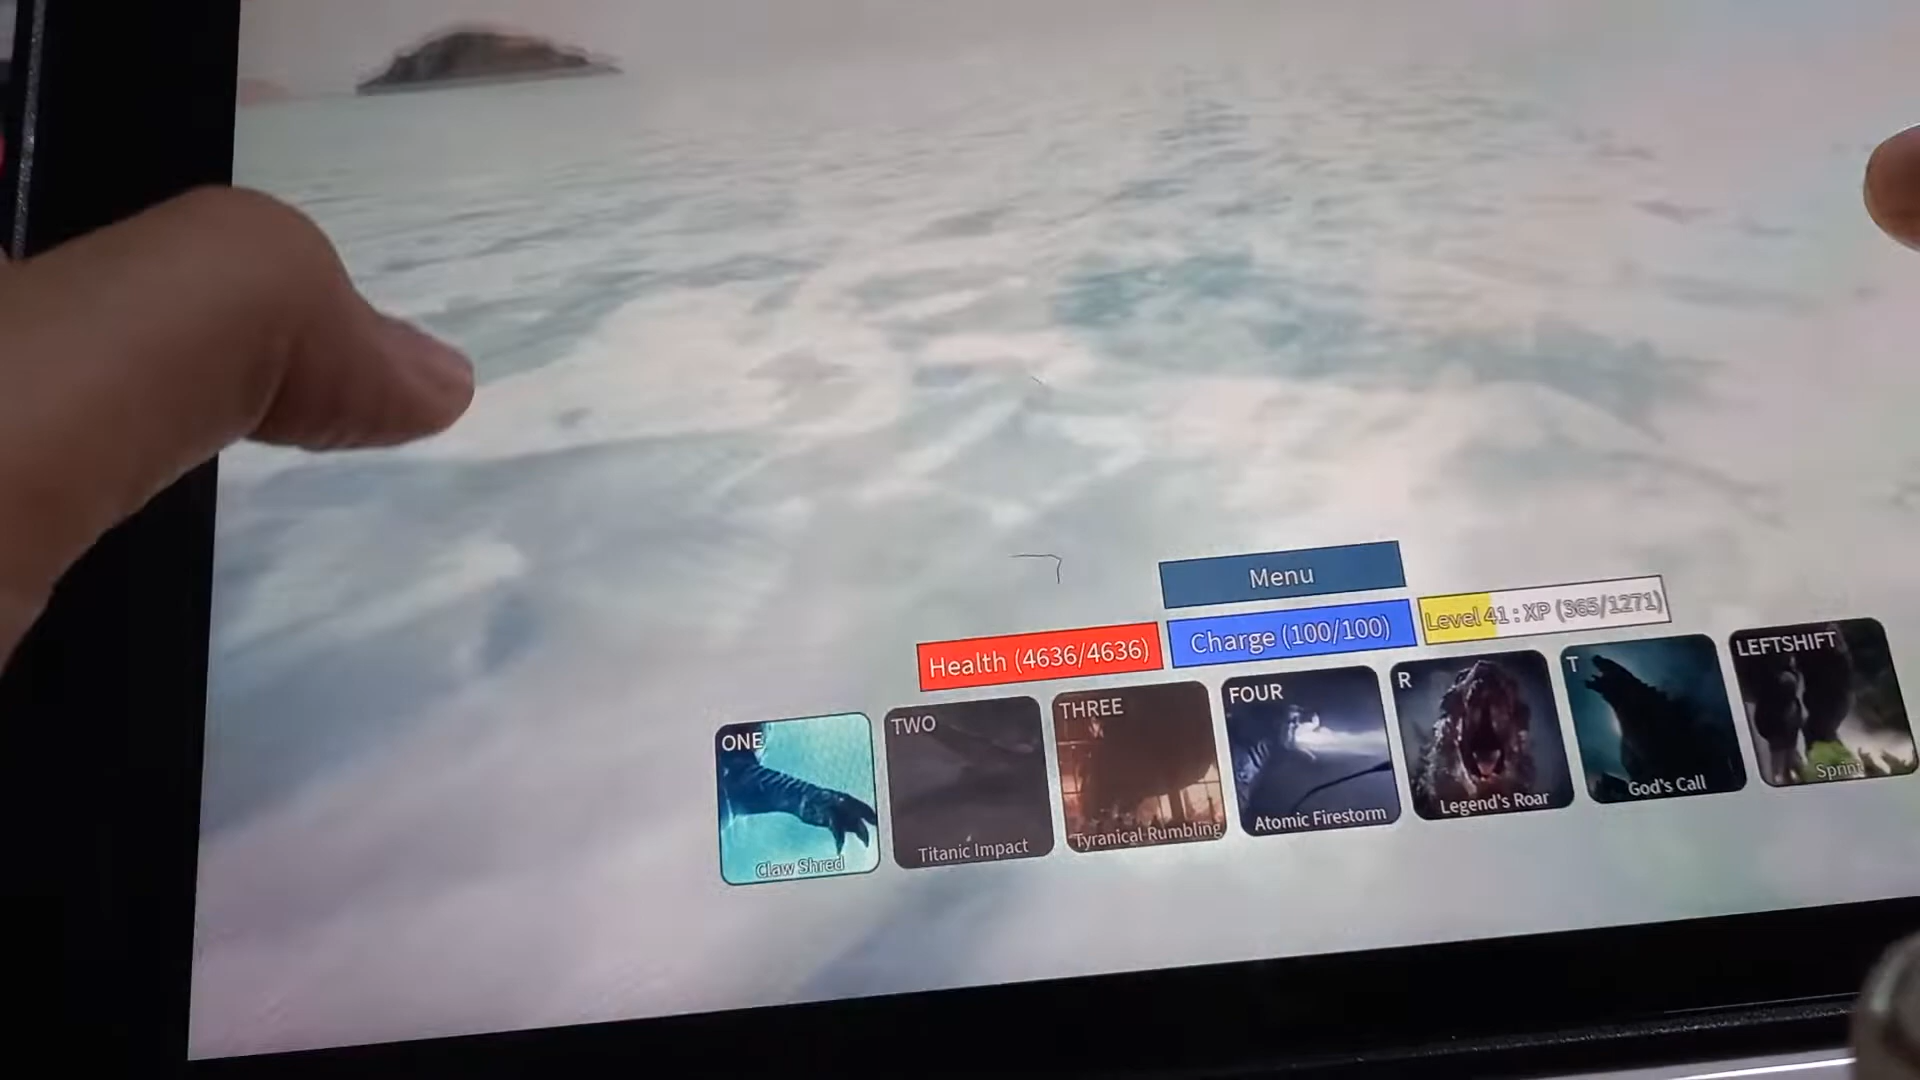 Menu
Health (4636/4636)
Charge (100/100)
Level 41 : XP (365/1271)
ONE
Claw Shred
TWO
Titanic Impact
THREE
Tyranical Rumbling
FOUR
Atomic Firestorm
R
Legend's Roar
T
God's Call
LEFTSHIFT
Sprint